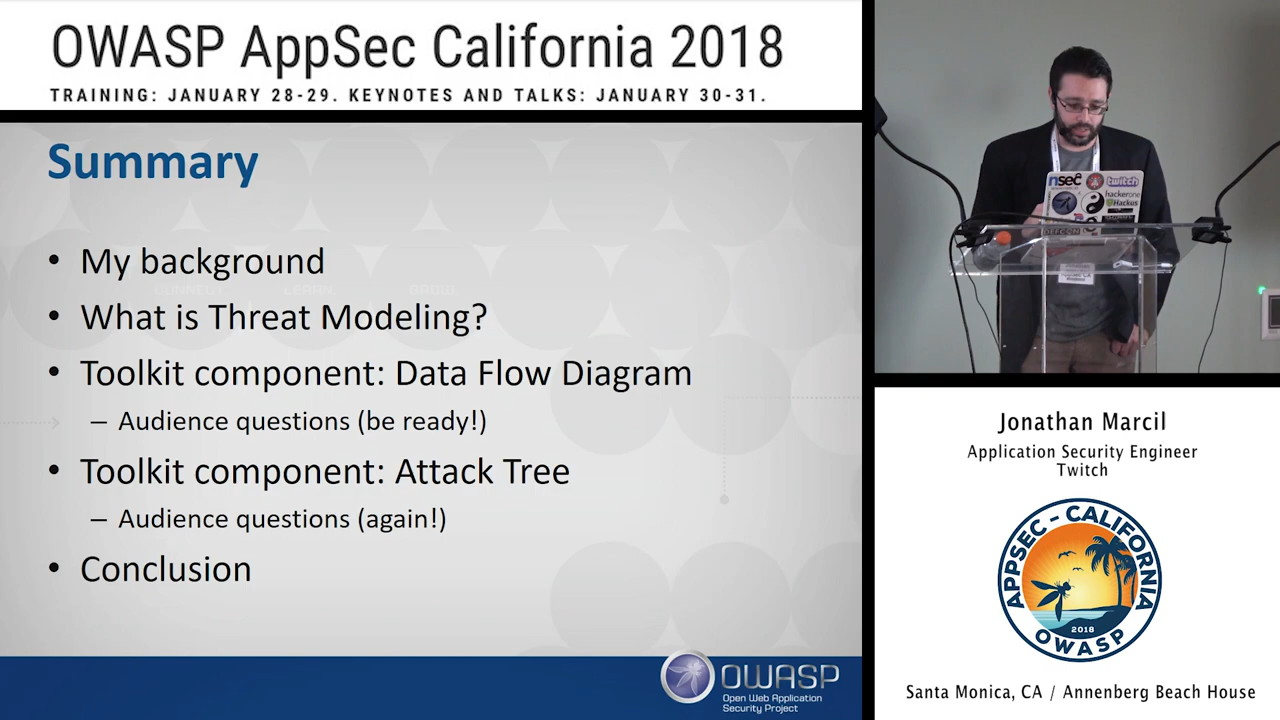 OWASP AppSec California 2018
TRAINING: JANUARY 28-29. KEYNOTES AND TALKS: JANUARY 30-31.
Summary
• My background
• What is Threat Modeling?
• Toolkit component: Data Flow Diagram
– Audience questions (be ready!)
• Toolkit component: Attack Tree
– Audience questions (again!)
• Conclusion
OWASP
Open Web Application
Security Project
nsec
twitch
hackerone
Hackus
DEFCON
Jonathan Marcil
Application Security Engineer
Twitch
APPSEC - CALIFORNIA
2018
OWASP
Santa Monica, CA / Annenberg Beach House